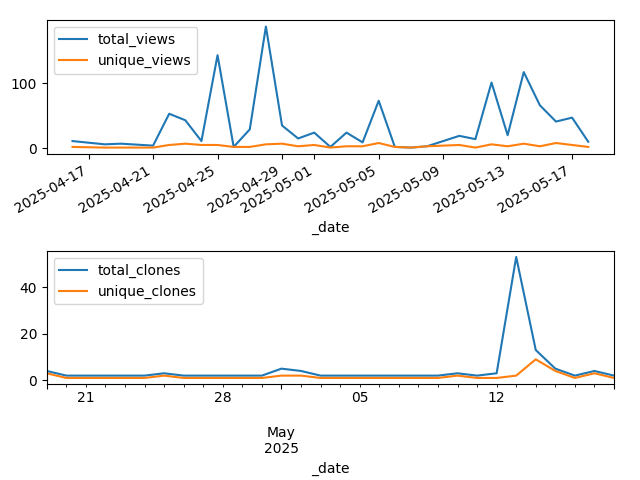 total_views
unique_views
100
0
2025-04-17
2025-04-21
2025-04-25
2025-04-29
2025-05-01
2025-05-05
2025-05-09
2025-05-13
2025-05-17
_date
total_clones
unique_clones
40
20
0
21 28 05 12
May
2025
_date